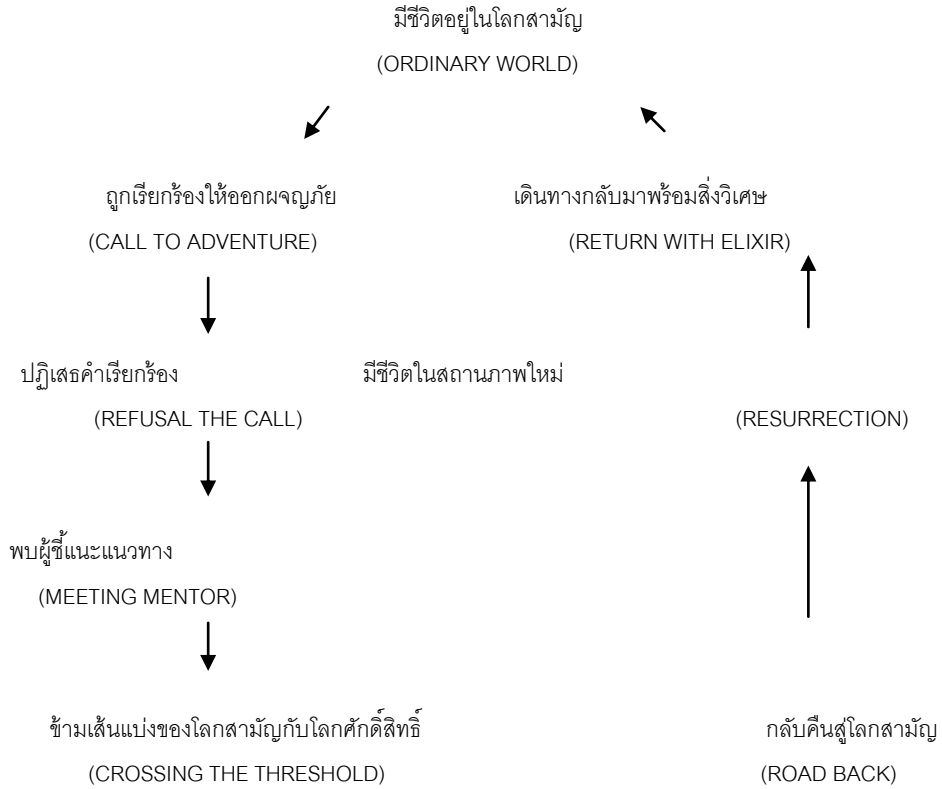 มีชีวิตอยู่ในโลกสามัญ
(ORDINARY WORLD)
ถูกเรียกร้องให้ออกผจญภัย เดินทางกลับมาพร้อมสิ่งวิเศษ
(CALL TO ADVENTURE) (RETURN WITH ELIXIR)
ปฏิเสธคำเรียกร้อง มีชีวิตในสถานภาพใหม่
(REFUSAL THE CALL) (RESURRECTION)
พบผู้ชี้แนะแนวทาง
(MEETING MENTOR)
ข้ามเส้นแบ่งของโลกสามัญกับโลกศักดิ์สิทธิ์ กลับคืนสู่โลกสามัญ
(CROSSING THE THRESHOLD) (ROAD BACK)